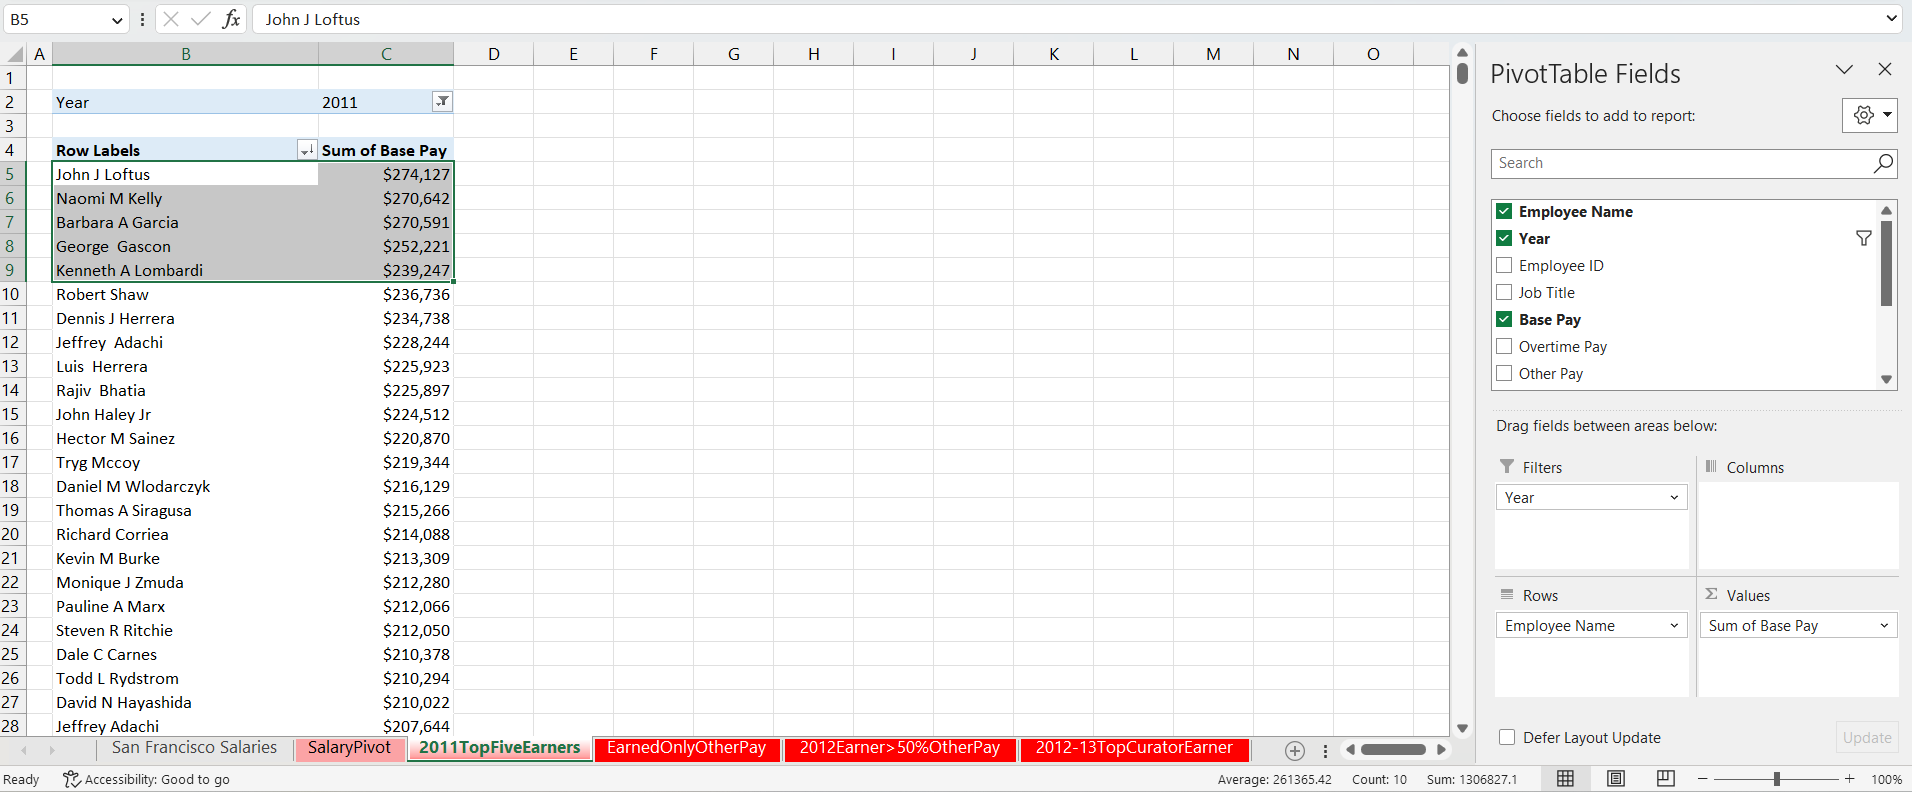 B5 fx John J Loftus
A B C D E F G H I J K L M N O
1
2 Year 2011
3
4 Row Labels Sum of Base Pay
5 John J Loftus $274,127
6 Naomi M Kelly $270,642
7 Barbara A Garcia $270,591
8 George  Gascon $252,221
9 Kenneth A Lombardi $239,247
10 Robert Shaw $236,736
11 Dennis J Herrera $234,738
12 Jeffrey  Adachi $228,244
13 Luis  Herrera $225,923
14 Rajiv  Bhatia $225,897
15 John Haley Jr $224,512
16 Hector M Sainez $220,870
17 Tryg Mccoy $219,344
18 Daniel M Wlodarczyk $216,129
19 Thomas A Siragusa $215,266
20 Richard Corriea $214,088
21 Kevin M Burke $213,309
22 Monique J Zmuda $212,280
23 Pauline A Marx $212,066
24 Steven R Ritchie $212,050
25 Dale C Carnes $210,378
26 Todd L Rydstrom $210,294
27 David N Hayashida $210,022
28 Jeffrey Adachi $207,644
San Francisco Salaries SalaryPivot 2011TopFiveEarners EarnedOnlyOtherPay 2012Earner>50%OtherPay 2012-13TopCuratorEarner
PivotTable Fields
Choose fields to add to report:
Search
Employee Name
Year
Employee ID
Job Title
Base Pay
Overtime Pay
Other Pay
Drag fields between areas below:
Filters Columns
Year
Rows Σ Values
Employee Name Sum of Base Pay
Defer Layout Update Update
Ready Accessibility: Good to go Average: 261365.42 Count: 10 Sum: 1306827.1 100%